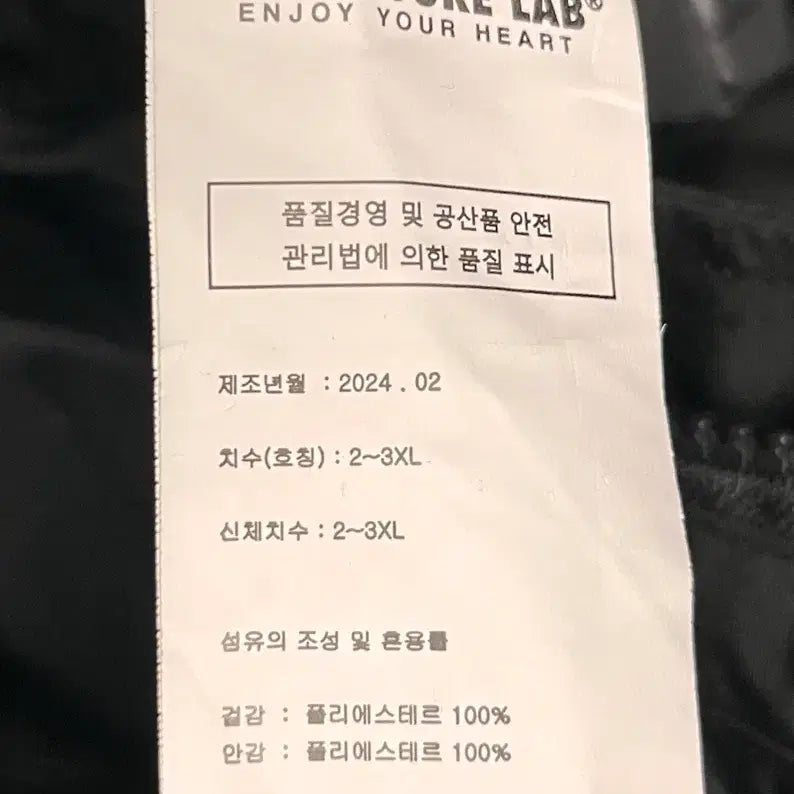 LAB®
ENJOY YOUR HEART
품질경영 및 공산품 안전
관리법에 의한 품질 표시
제조년월 : 2024 . 02
치수(호칭) : 2~3XL
신체치수 : 2~3XL
섬유의 조성 및 혼용률
겉감 : 플리에스테르 100%
안감 : 플리에스테르 100%